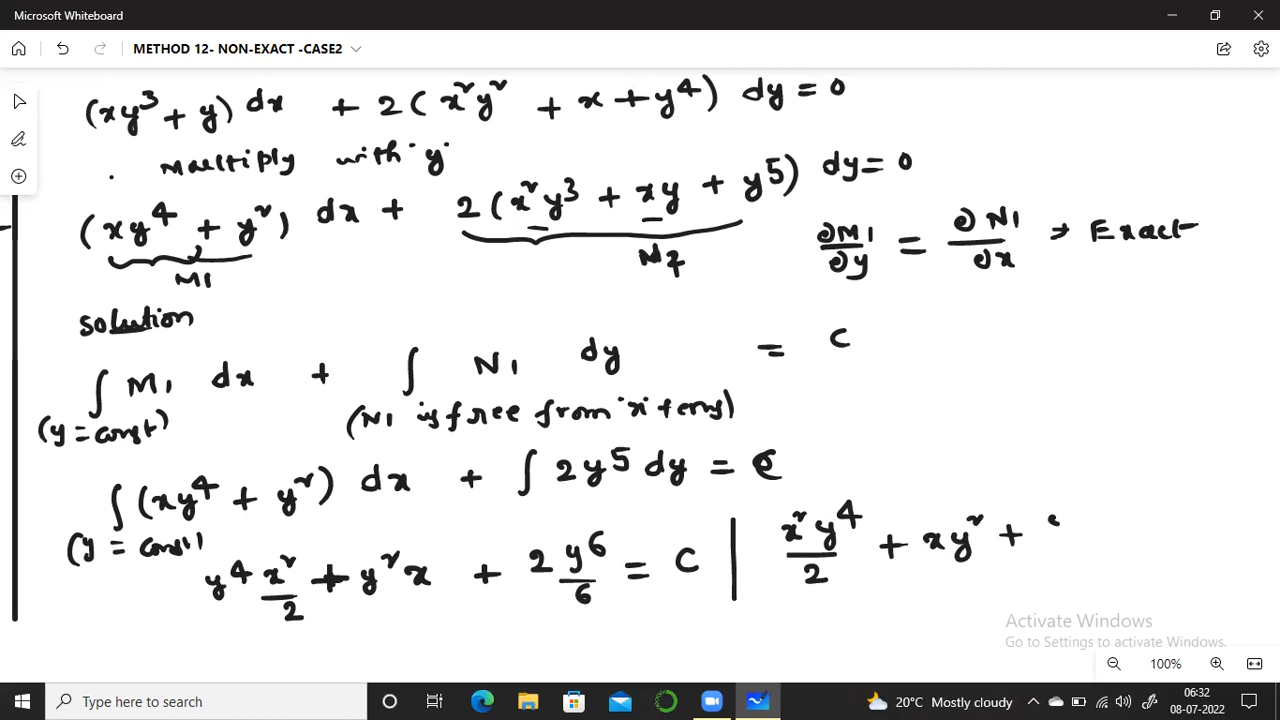 Microsoft Whiteboard
METHOD 12- NON-EXACT -CASE2
(xy³ + y) dx + 2(x²y² + x + y⁴) dy = 0
Multiply with 'y'
(xy⁴ + y²) dx + 2(x²y³ + xy + y⁵) dy = 0
M1
∂M1/∂y = ∂N1/∂x → Exact
solution
∫ M1 dx + ∫ N1 dy = c
(y = const) (N1 is free from 'x' terms)
∫ (xy⁴ + y²) dx + ∫ 2y⁵ dy = C
(y = const)
y⁴ x²/2 + y²x + 2 y⁶/6 = C | x²y⁴/2 + xy² +
Activate Windows
Go to Settings to activate Windows.
100%
Type here to search
20°C Mostly cloudy
06:32
08-07-2022